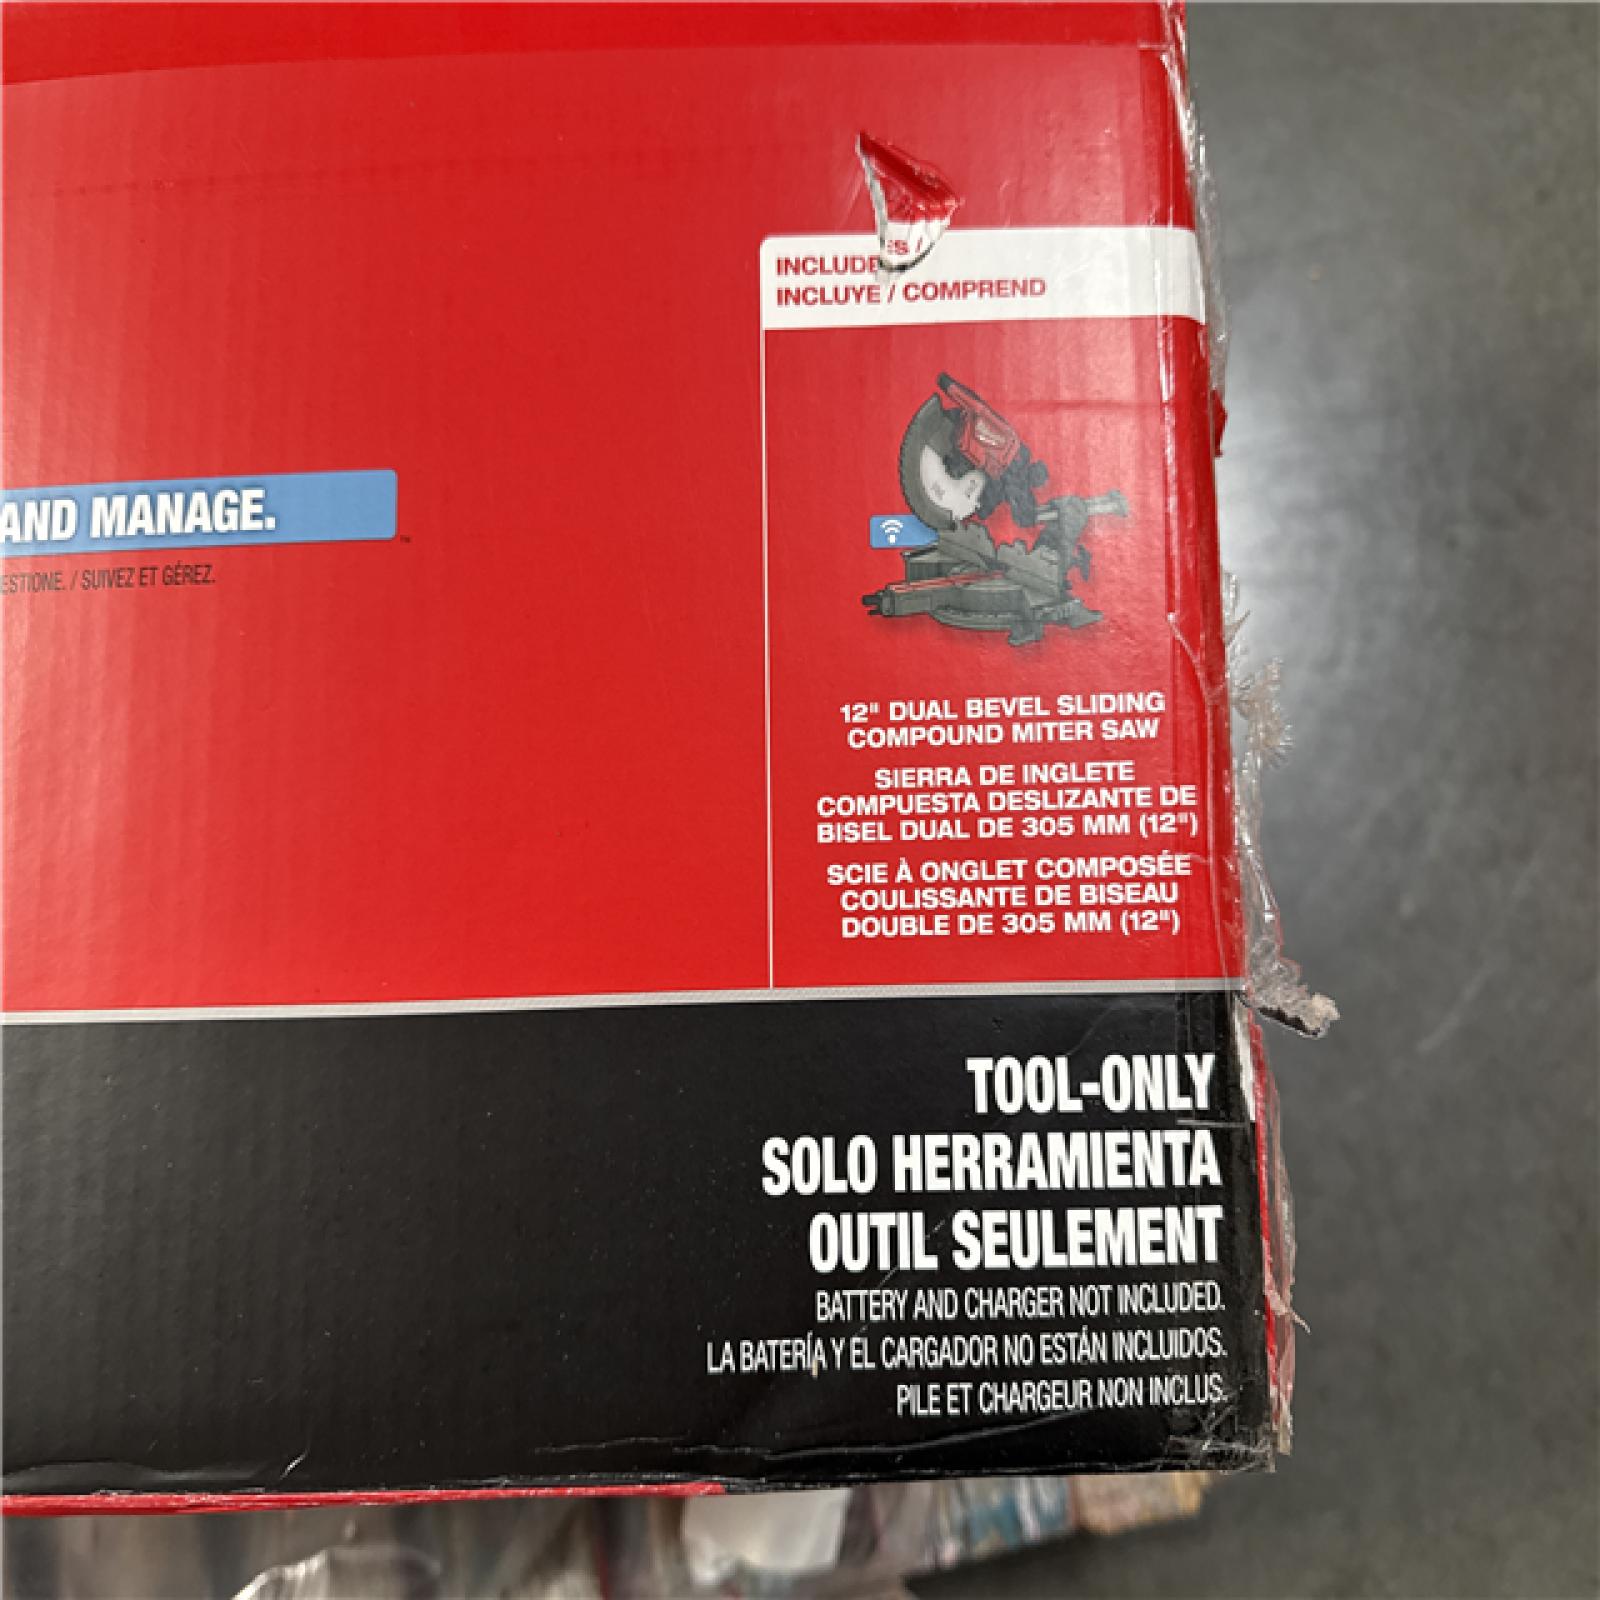 INCLUDES /
INCLUYE / COMPREND
AND MANAGE.
™
ESTIONE. / SUIVEZ ET GÉREZ.
12" DUAL BEVEL SLIDING
COMPOUND MITER SAW
SIERRA DE INGLETE
COMPUESTA DESLIZANTE DE
BISEL DUAL DE 305 MM (12")
SCIE À ONGLET COMPOSÉE
COULISSANTE DE BISEAU
DOUBLE DE 305 MM (12")
TOOL-ONLY
SOLO HERRAMIENTA
OUTIL SEULEMENT
BATTERY AND CHARGER NOT INCLUDED.
LA BATERÍA Y EL CARGADOR NO ESTÁN INCLUIDOS.
PILE ET CHARGEUR NON INCLUS.